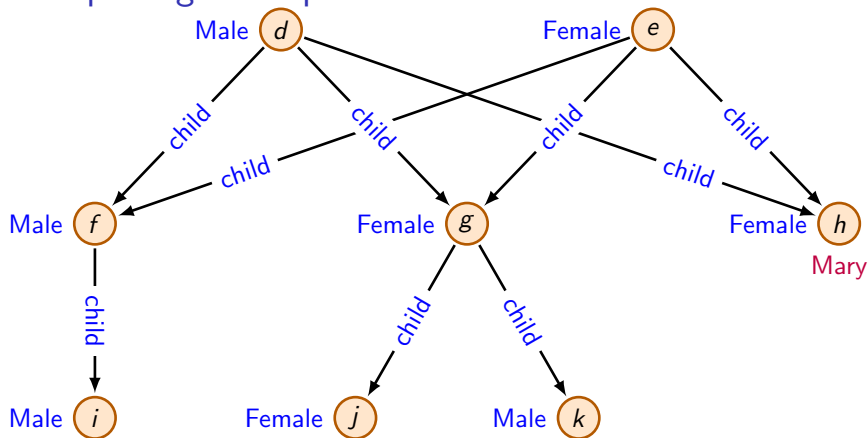 Male d Female e
child child child child
child child
Male f Female g Female h
Mary
child child child
Male i Female j Male k